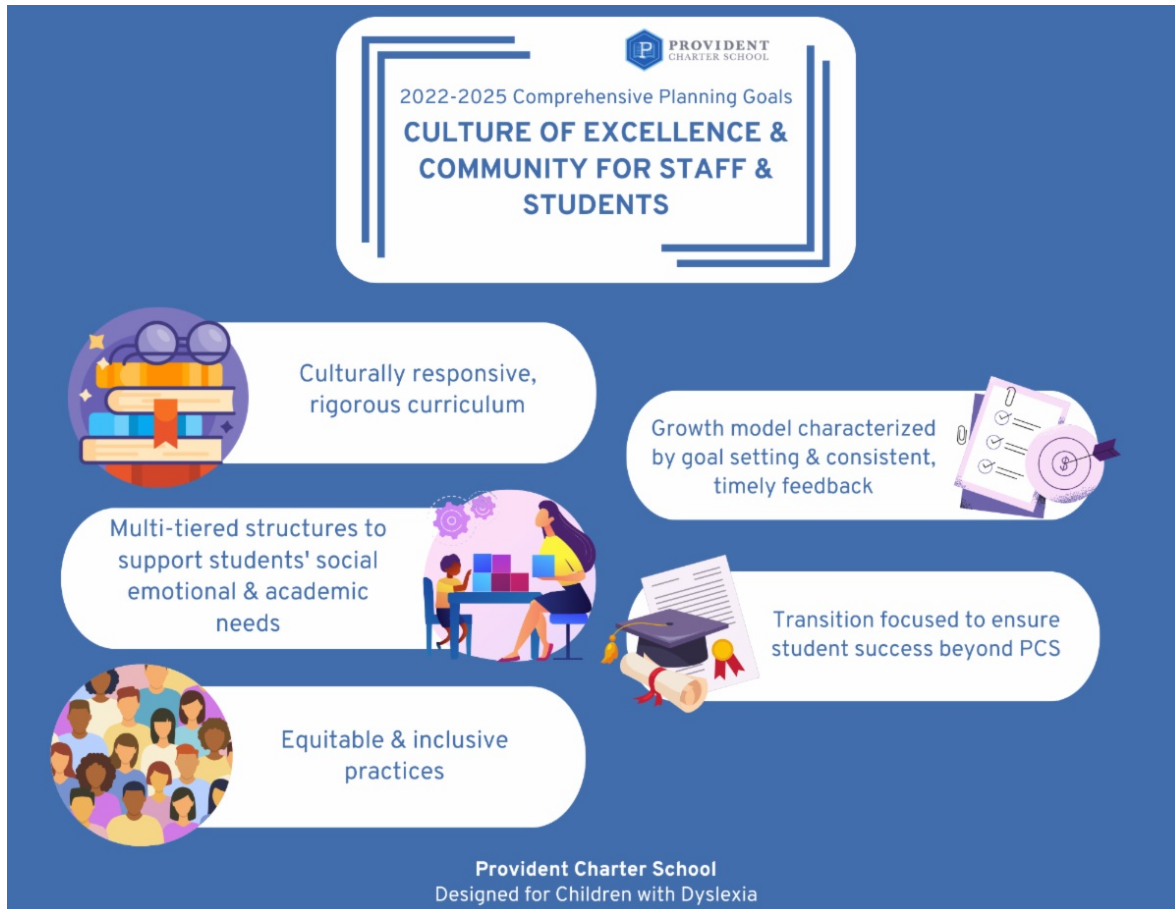 PROVIDENT
CHARTER SCHOOL
2022-2025 Comprehensive Planning Goals
CULTURE OF EXCELLENCE &
COMMUNITY FOR STAFF &
STUDENTS
Culturally responsive,
rigorous curriculum
Multi-tiered structures to
support students' social
emotional & academic
needs
Equitable & inclusive
practices
Growth model characterized
by goal setting & consistent,
timely feedback
$
Transition focused to ensure
student success beyond PCS
Provident Charter School
Designed for Children with Dyslexia